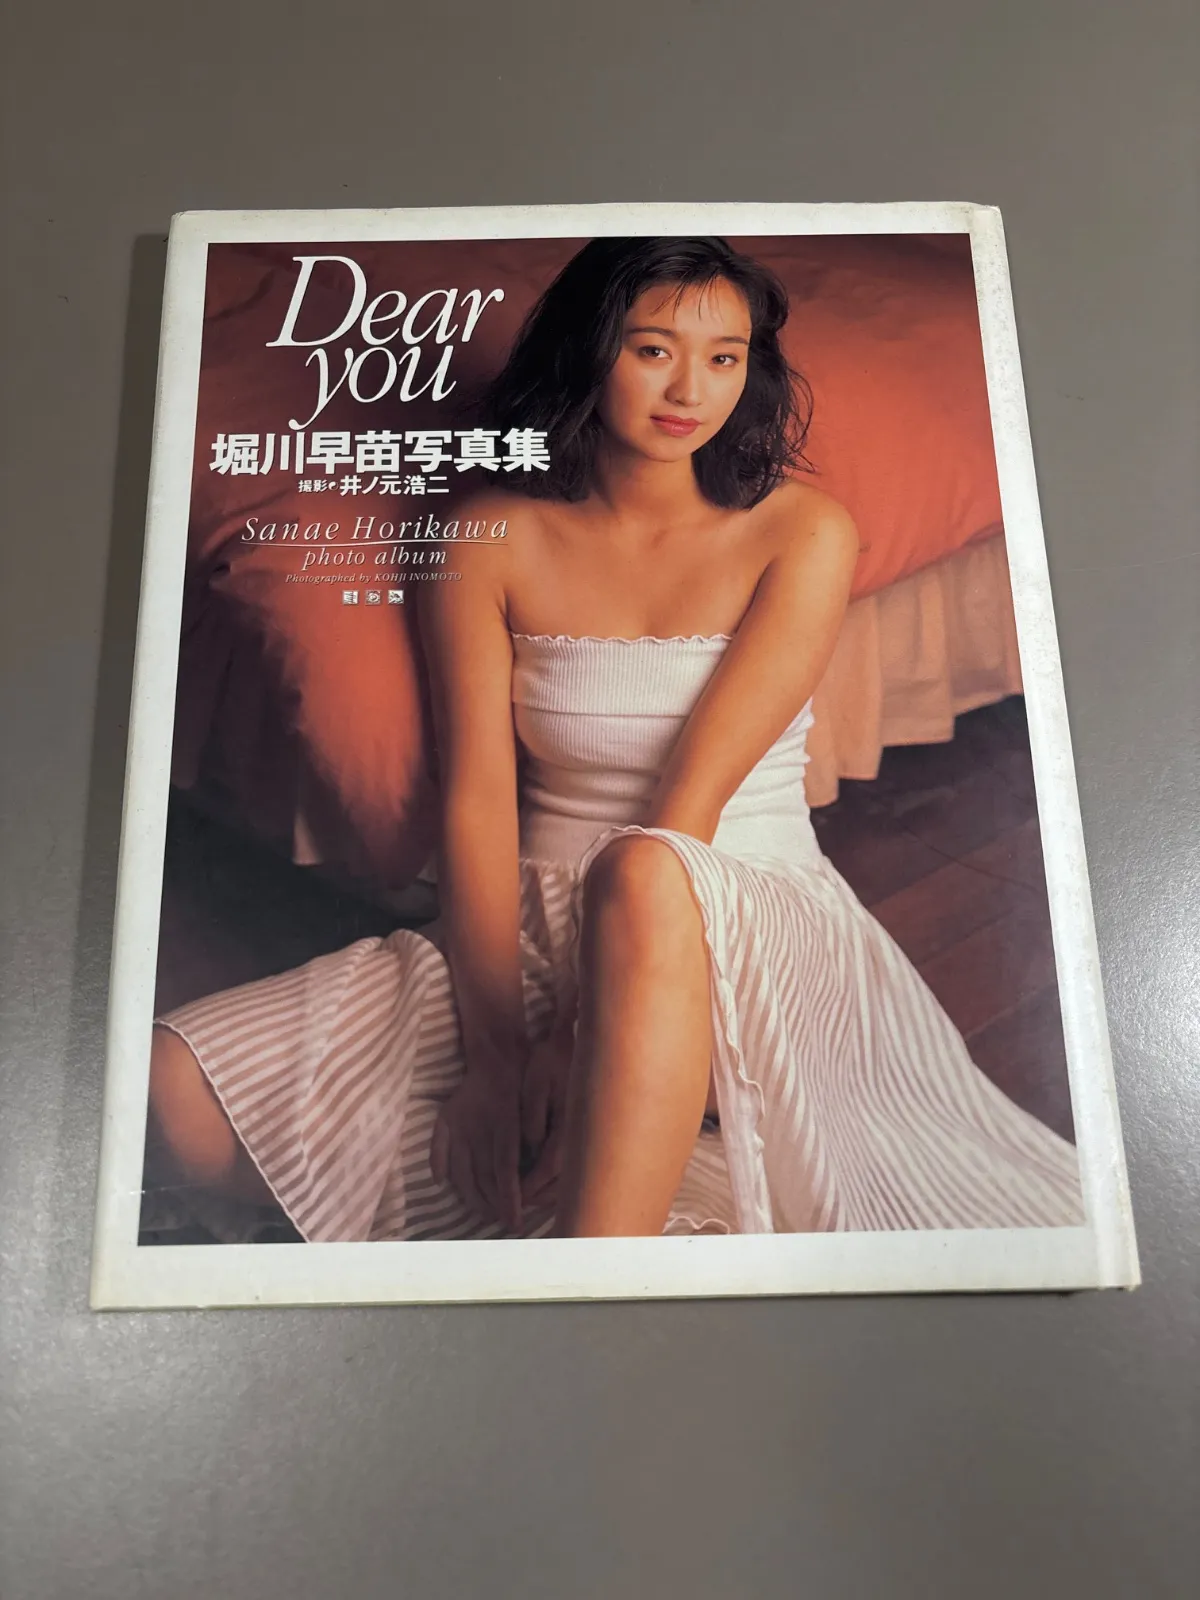 Dear
you
堀川早苗写真集
撮影●井ノ元浩二
Sanae Horikawa
photo album
Photographed by KOHJI INOMOTO